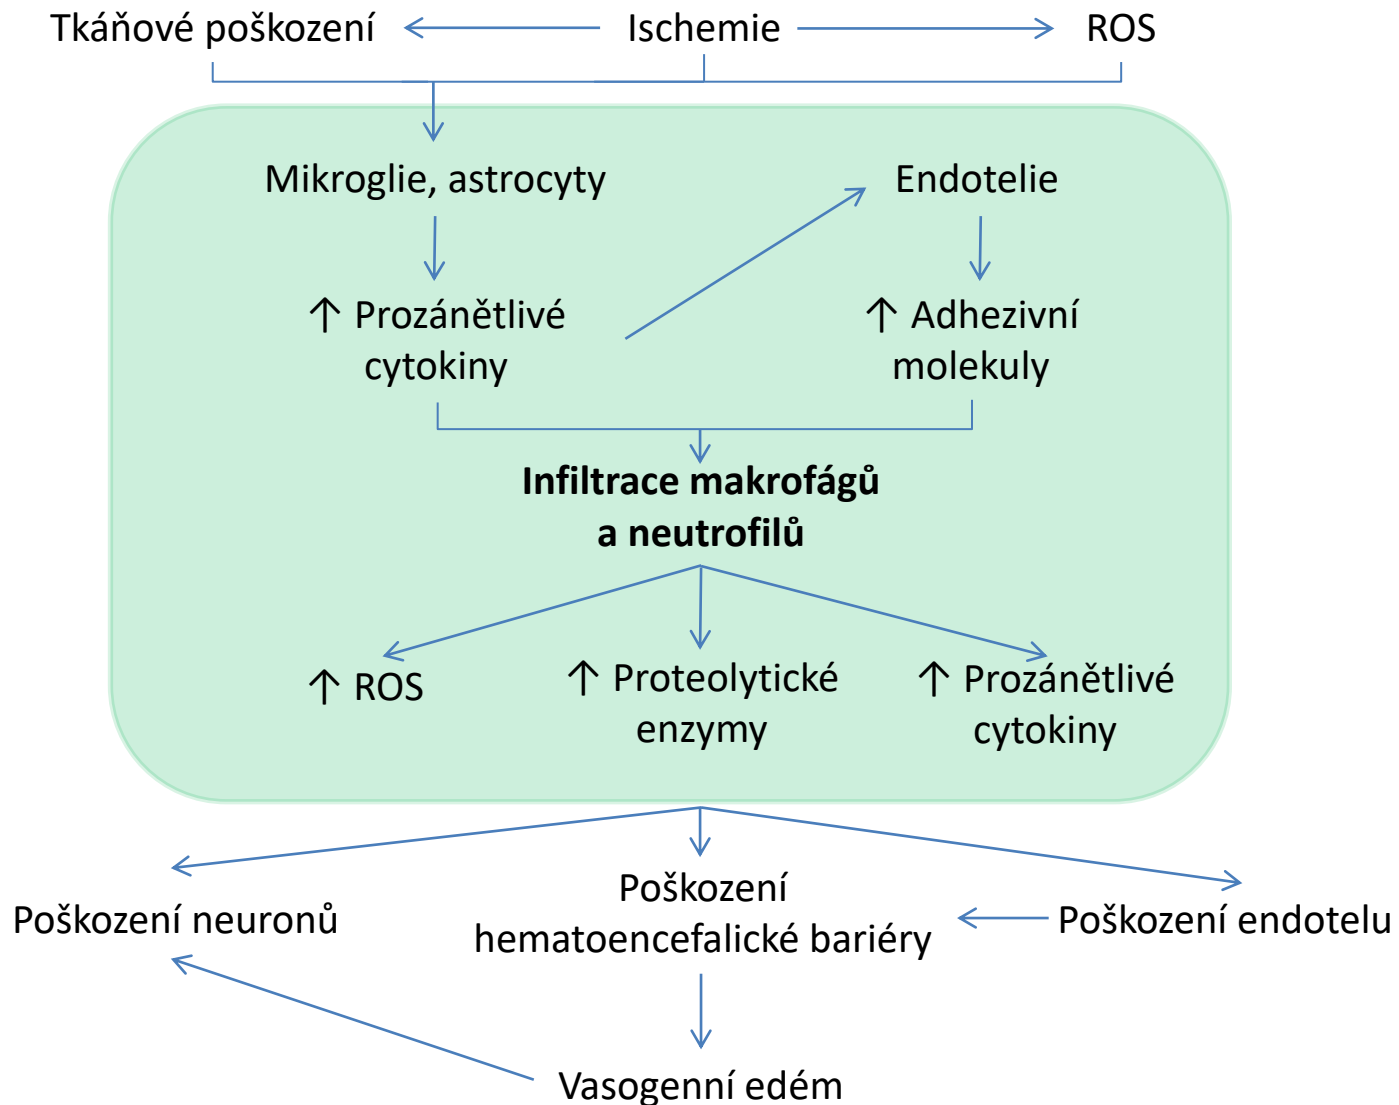 Tkáňové poškození
Ischemie
ROS
Mikroglie, astrocyty
Endotelie
↑ Prozánětlivé
cytokiny
↑ Adhezivní
molekuly
Infiltrace makrofágů
a neutrofilů
↑ ROS
↑ Proteolytické
enzymy
↑ Prozánětlivé
cytokiny
Poškození neuronů
Poškození
hematoencefalické bariéry
Poškození endotelu
Vasogenní edém